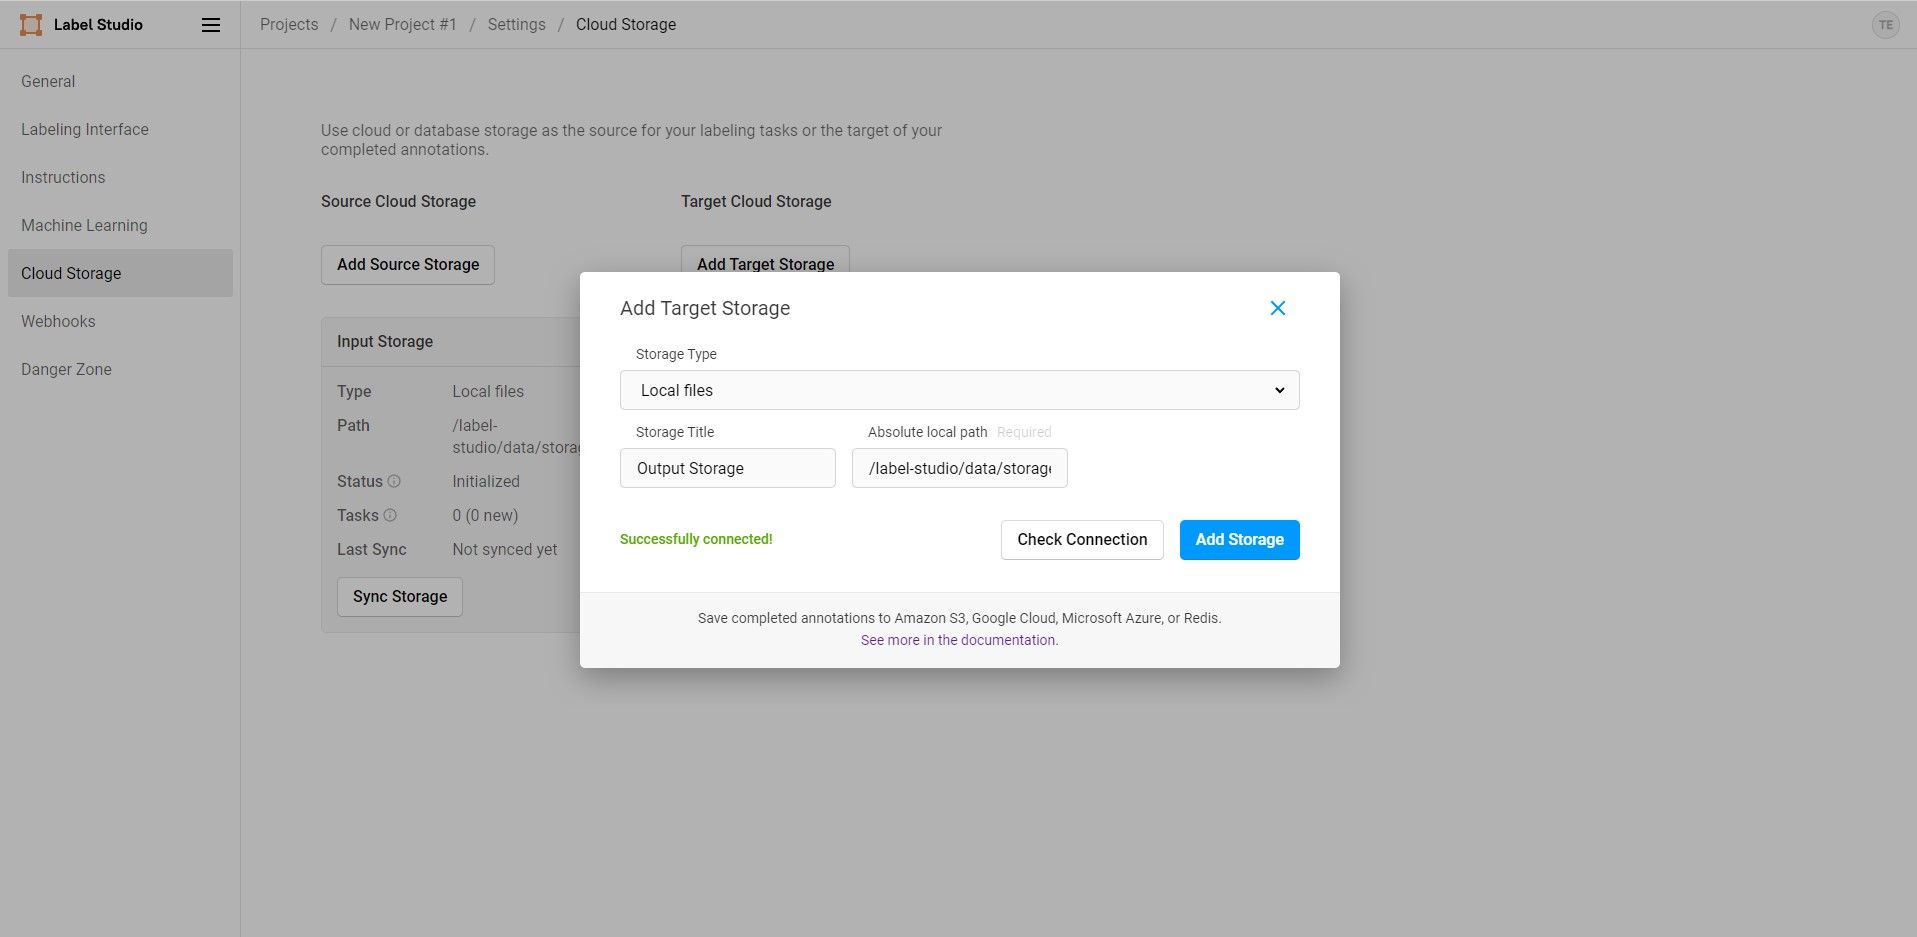 Label Studio
Projects / New Project #1 / Settings / Cloud Storage
TE
General
Labeling Interface
Instructions
Machine Learning
Cloud Storage
Webhooks
Danger Zone
Use cloud or database storage as the source for your labeling tasks or the target of your
completed annotations.
Source Cloud Storage
Target Cloud Storage
Add Source Storage
Add Target Storage
Input Storage
Type Local files
Path /label-
studio/data/storag
Status Initialized
Tasks 0 (0 new)
Last Sync Not synced yet
Sync Storage
Add Target Storage
Storage Type
Local files
Storage Title
Absolute local path Required
Output Storage
/label-studio/data/storage
Successfully connected!
Check Connection
Add Storage
Save completed annotations to Amazon S3, Google Cloud, Microsoft Azure, or Redis.
See more in the documentation.